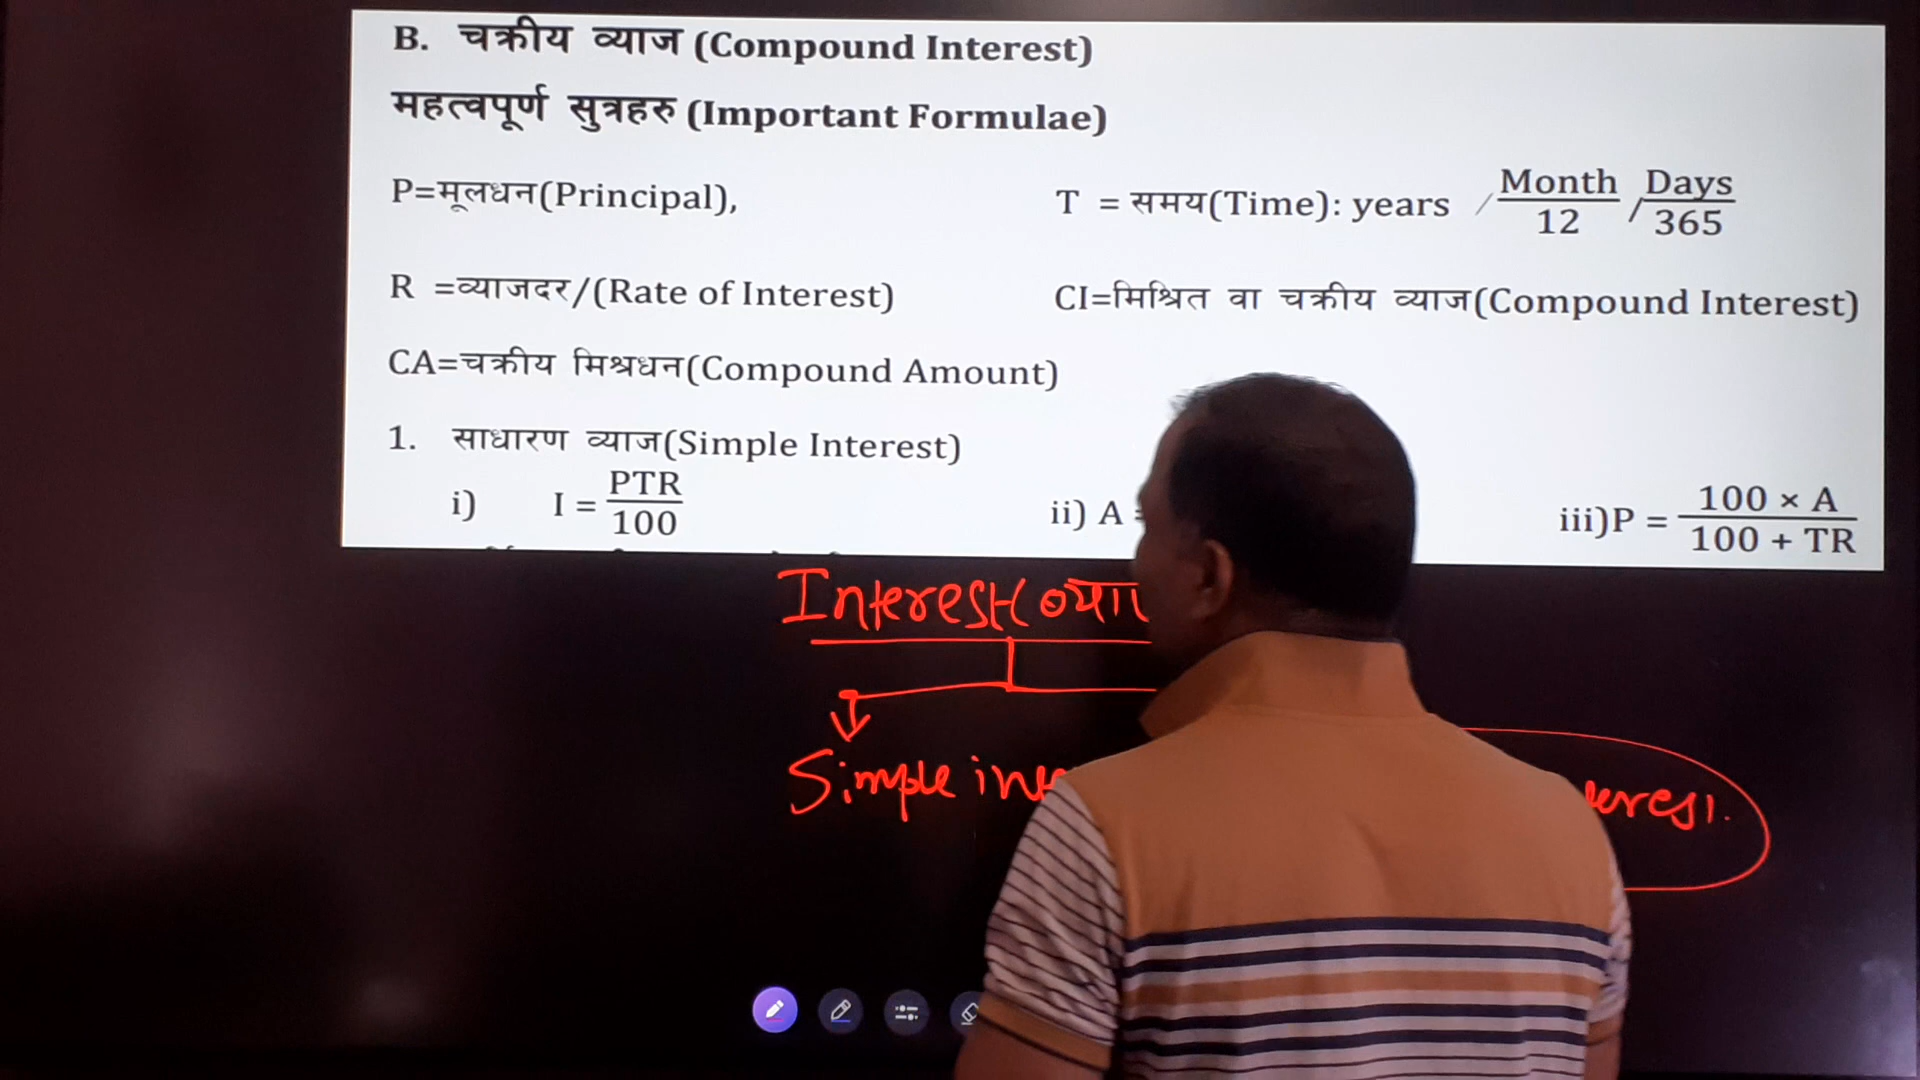 B. चक्रीय व्याज (Compound Interest)
महत्वपूर्ण सुत्रहरु (Important Formulae)
P=मूलधन(Principal), T = समय(Time): years / Month/12 / Days/365
R =व्याजदर/(Rate of Interest) CI=मिश्रित वा चक्रीय व्याज(Compound Interest)
CA=चक्रीय मिश्रधन(Compound Amount)
1. साधारण व्याज(Simple Interest)
i) I = PTR/100 ii) A iii)P = 100 × A/100 + TR
Interest(
Simple